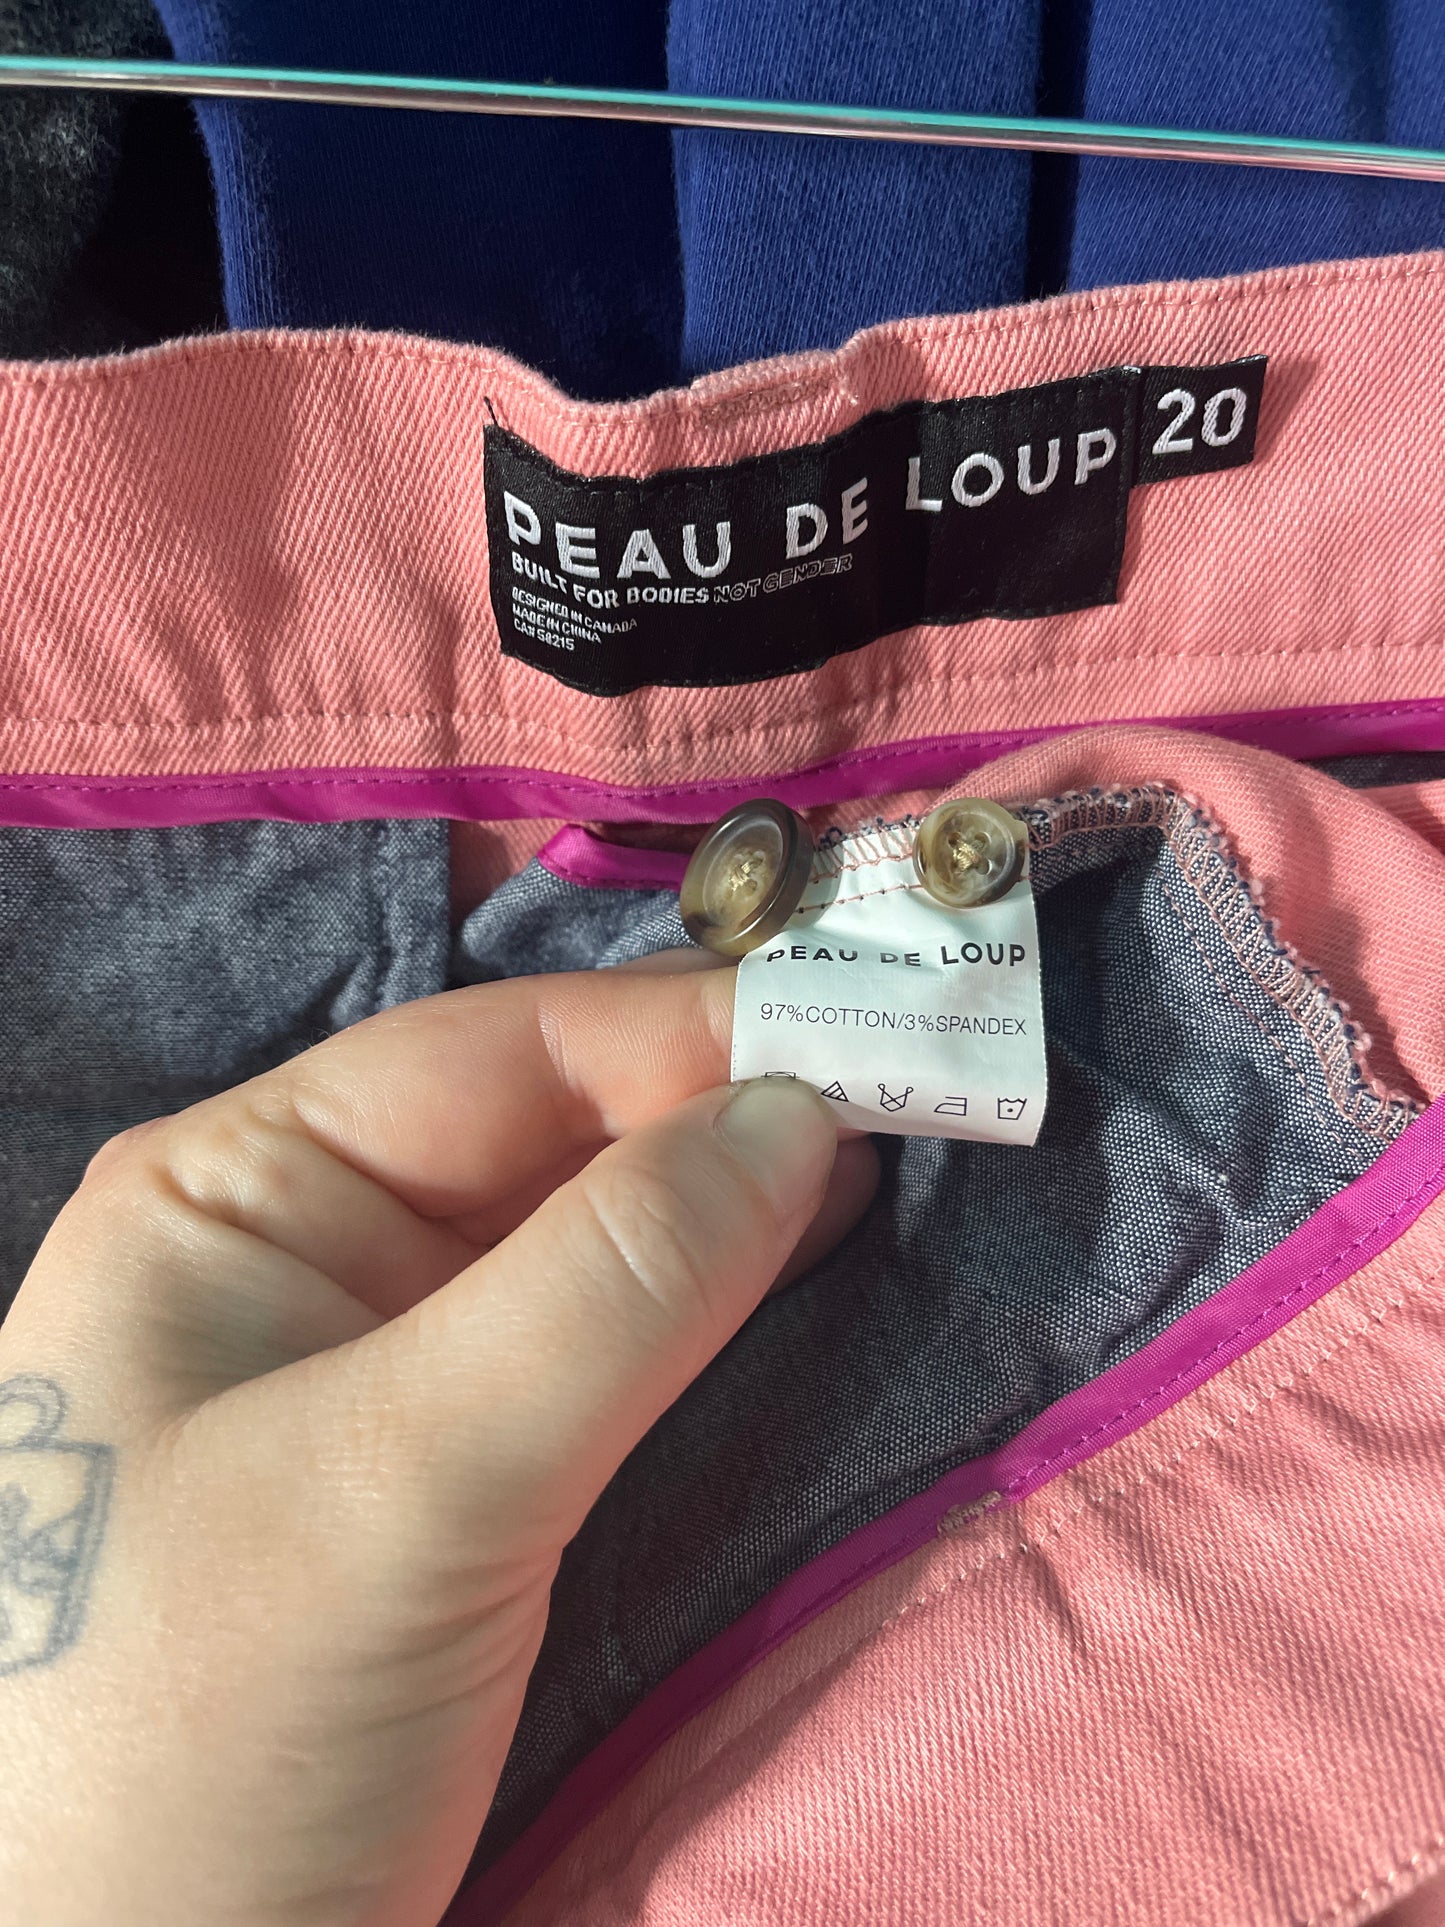 PEAU DE LOUP 20
BUILT FOR BODIES NOT GENDER
DESIGNED IN CANADA
MADE IN CHINA
CA# 58215
PEAU DE LOUP
97%COTTON/3%SPANDEX